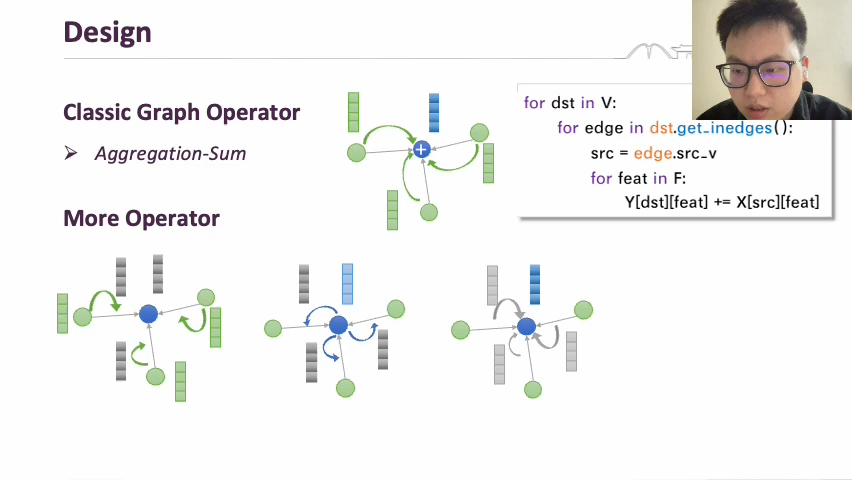 Design
Classic Graph Operator
Aggregation-Sum
for dst in V:
for edge in dst.get_inedges():
src = edge.src_v
for feat in F:
Y[dst][feat] += X[src][feat]
More Operator